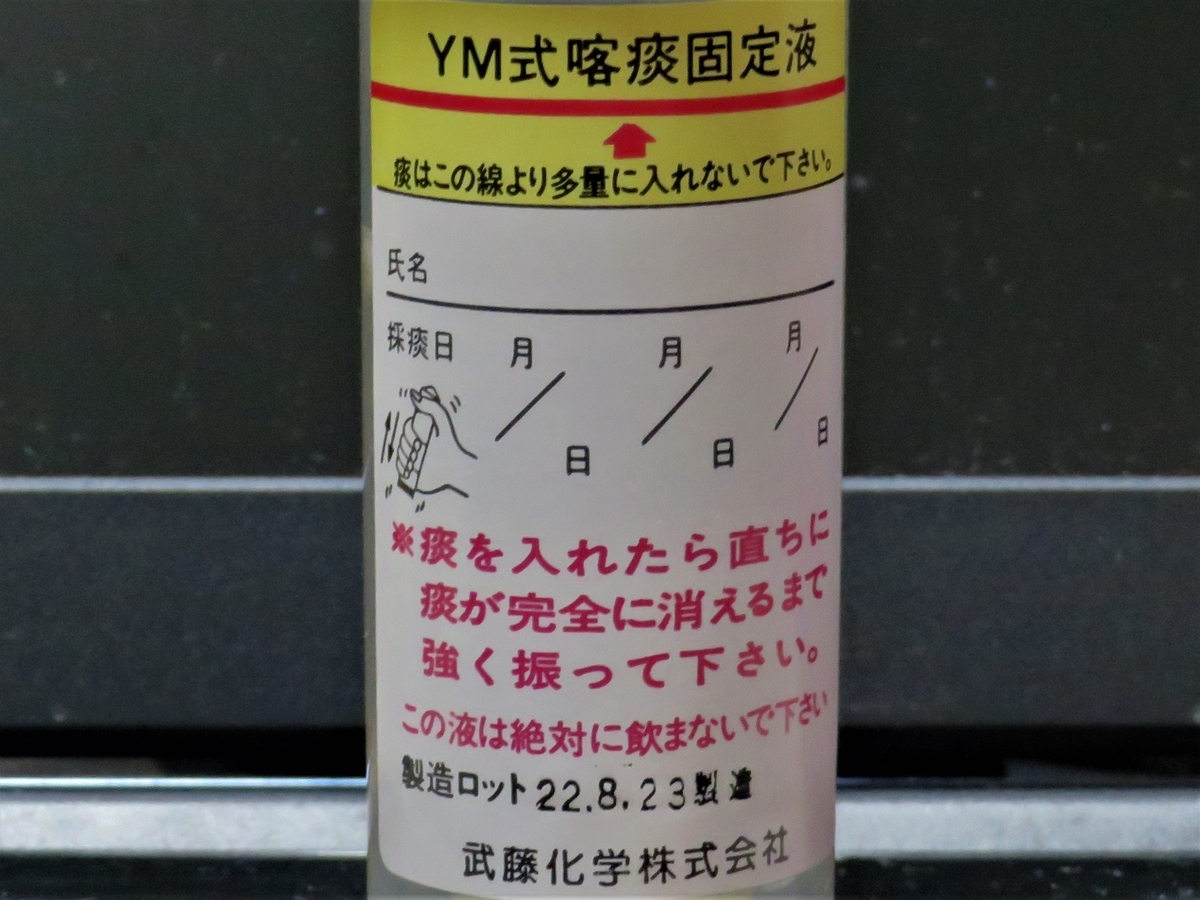 YM式喀痰固定液
痰はこの線より多量に入れないで下さい。
氏名
採痰日 月/日 月/日 月/日
※痰を入れたら直ちに
痰が完全に消えるまで
強く振って下さい。
この液は絶対に飲まないで下さい
製造ロット 22.8.23製造
武藤化学株式会社